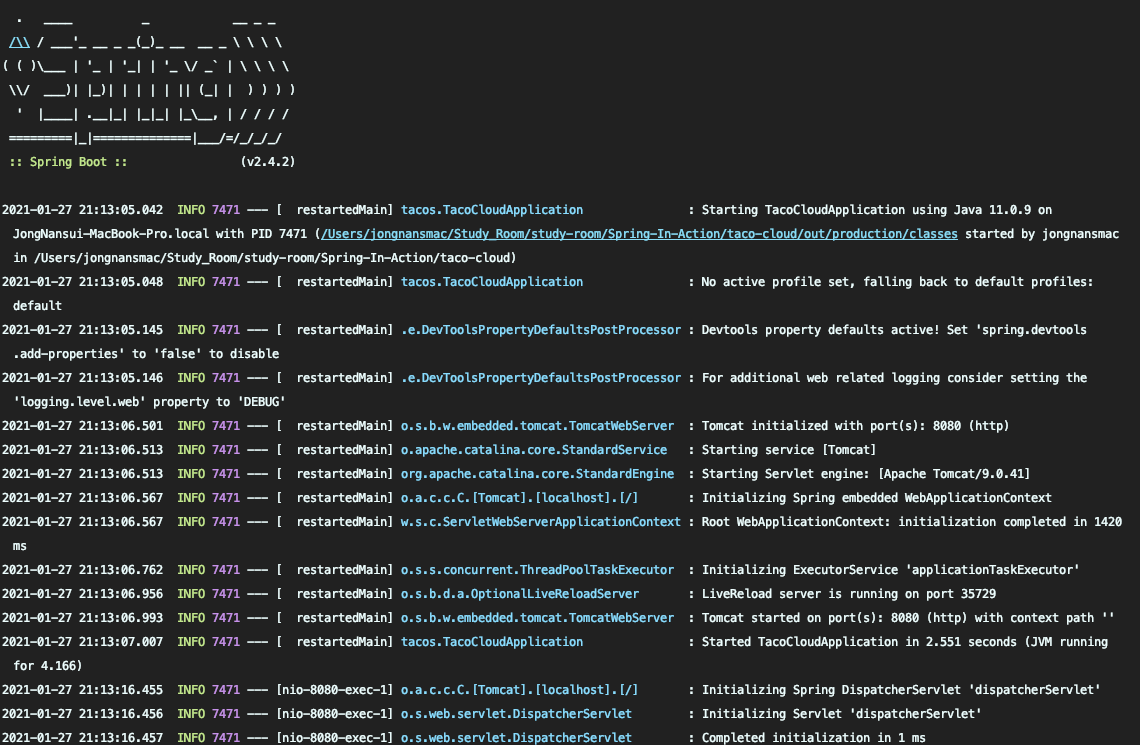 .   ____          _            __ _ _
 /\\ / ___'_ __ _ _(_)_ __  __ _ \ \ \ \
( ( )\___ | '_ | '_| | '_ \/ _` | \ \ \ \
 \\/  ___)| |_)| | | | | || (_| |  ) ) ) )
  '  |____| .__|_| |_|_| |_\__, | / / / /
 =========|_|==============|___/=/_/_/_/
 :: Spring Boot ::                (v2.4.2)
2021-01-27 21:13:05.042  INFO 7471 --- [  restartedMain] tacos.TacoCloudApplication               : Starting TacoCloudApplication using Java 11.0.9 on
JongNansui-MacBook-Pro.local with PID 7471 (/Users/jongnansmac/Study_Room/study-room/Spring-In-Action/taco-cloud/out/production/classes started by jongnansmac
in /Users/jongnansmac/Study_Room/study-room/Spring-In-Action/taco-cloud)
2021-01-27 21:13:05.048  INFO 7471 --- [  restartedMain] tacos.TacoCloudApplication               : No active profile set, falling back to default profiles:
default
2021-01-27 21:13:05.145  INFO 7471 --- [  restartedMain] .e.DevToolsPropertyDefaultsPostProcessor : Devtools property defaults active! Set 'spring.devtools
.add-properties' to 'false' to disable
2021-01-27 21:13:05.146  INFO 7471 --- [  restartedMain] .e.DevToolsPropertyDefaultsPostProcessor : For additional web related logging consider setting the
'logging.level.web' property to 'DEBUG'
2021-01-27 21:13:06.501  INFO 7471 --- [  restartedMain] o.s.b.w.embedded.tomcat.TomcatWebServer  : Tomcat initialized with port(s): 8080 (http)
2021-01-27 21:13:06.513  INFO 7471 --- [  restartedMain] o.apache.catalina.core.StandardService   : Starting service [Tomcat]
2021-01-27 21:13:06.513  INFO 7471 --- [  restartedMain] org.apache.catalina.core.StandardEngine  : Starting Servlet engine: [Apache Tomcat/9.0.41]
2021-01-27 21:13:06.567  INFO 7471 --- [  restartedMain] o.a.c.c.C.[Tomcat].[localhost].[/]       : Initializing Spring embedded WebApplicationContext
2021-01-27 21:13:06.567  INFO 7471 --- [  restartedMain] w.s.c.ServletWebServerApplicationContext : Root WebApplicationContext: initialization completed in 1420
ms
2021-01-27 21:13:06.762  INFO 7471 --- [  restartedMain] o.s.s.concurrent.ThreadPoolTaskExecutor  : Initializing ExecutorService 'applicationTaskExecutor'
2021-01-27 21:13:06.956  INFO 7471 --- [  restartedMain] o.s.b.d.a.OptionalLiveReloadServer       : LiveReload server is running on port 35729
2021-01-27 21:13:06.993  INFO 7471 --- [  restartedMain] o.s.b.w.embedded.tomcat.TomcatWebServer  : Tomcat started on port(s): 8080 (http) with context path ''
2021-01-27 21:13:07.007  INFO 7471 --- [  restartedMain] tacos.TacoCloudApplication               : Started TacoCloudApplication in 2.551 seconds (JVM running
for 4.166)
2021-01-27 21:13:16.455  INFO 7471 --- [nio-8080-exec-1] o.a.c.c.C.[Tomcat].[localhost].[/]       : Initializing Spring DispatcherServlet 'dispatcherServlet'
2021-01-27 21:13:16.456  INFO 7471 --- [nio-8080-exec-1] o.s.web.servlet.DispatcherServlet        : Initializing Servlet 'dispatcherServlet'
2021-01-27 21:13:16.457  INFO 7471 --- [nio-8080-exec-1] o.s.web.servlet.DispatcherServlet        : Completed initialization in 1 ms